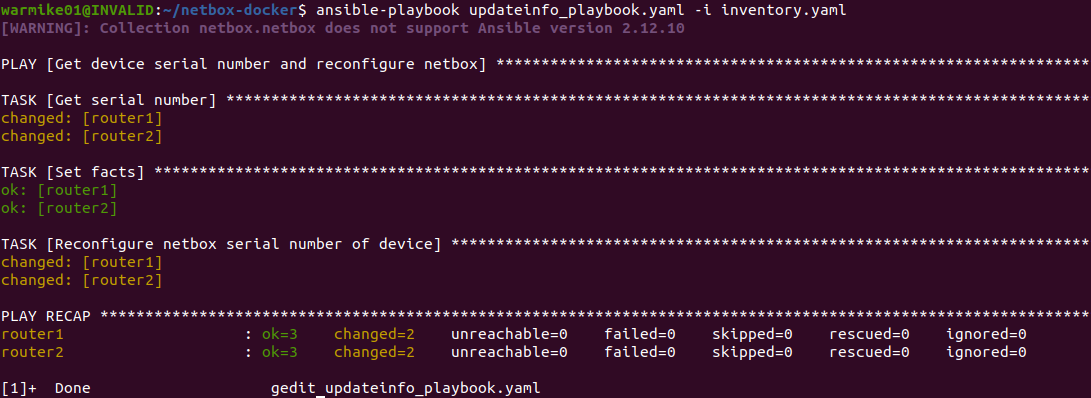 warmike01@INVALID:~/netbox-docker$ ansible-playbook updateinfo_playbook.yaml -i inventory.yaml
[WARNING]: Collection netbox.netbox does not support Ansible version 2.12.10
PLAY [Get device serial number and reconfigure netbox] ******************************************************************
TASK [Get serial number] ************************************************************************************************
changed: [router1]
changed: [router2]
TASK [Set facts] ********************************************************************************************************
ok: [router1]
ok: [router2]
TASK [Reconfigure netbox serial number of device] ***********************************************************************
changed: [router1]
changed: [router2]
PLAY RECAP **************************************************************************************************************
router1                    : ok=3    changed=2    unreachable=0    failed=0    skipped=0    rescued=0    ignored=0
router2                    : ok=3    changed=2    unreachable=0    failed=0    skipped=0    rescued=0    ignored=0
[1]+  Done                    gedit updateinfo_playbook.yaml